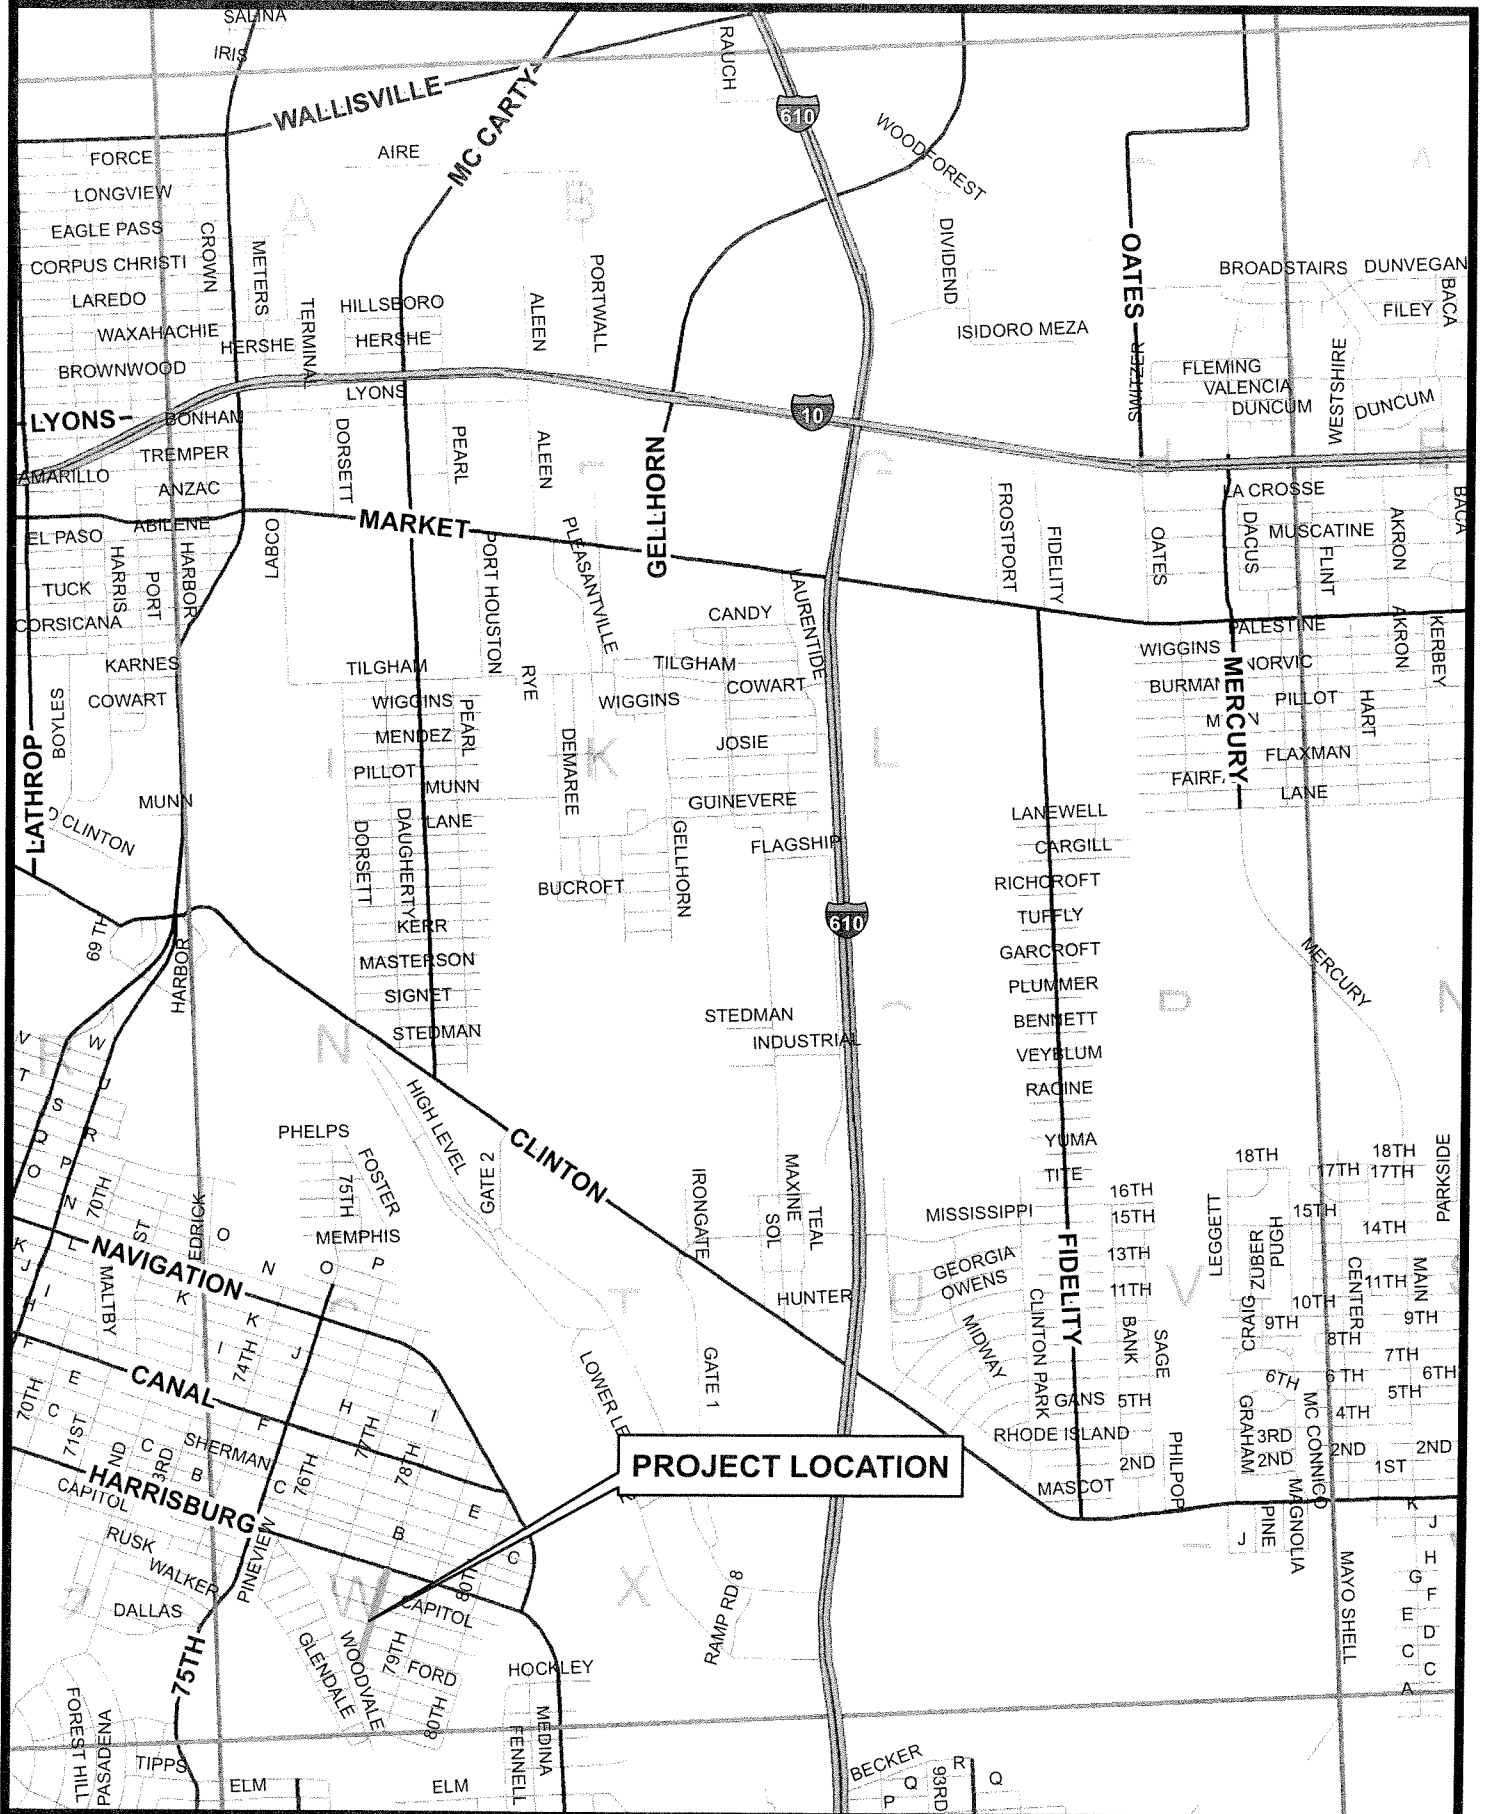 SALINA
IRIS
RAUCH
WALLISVILLE
MC CARTY
610
WOODFOREST
FORCE
AIRE
LONGVIEW
A
B
EAGLE PASS
CROWN
METERS
DIVIDEND
OATES
CORPUS CHRISTI
PORTWALL
BROADSTAIRS
DUNVEGAN
LAREDO
TERMINAL
HILLSBORO
ALEEN
BACA
FILEY
WAXAHACHIE
HERSHE
HERSHE
ISIDORO MEZA
SWITZER
WESTSHIRE
BROWNWOOD
LYONS
FLEMING
VALENCIA
DUNCUM
DUNCUM
LYONS
BONHAM
10
TREMPER
DORSETT
PEARL
ALEEN
GELLHORN
G
E
AMARILLO
ANZAC
LA CROSSE
BACA
MARKET
ABILENE
EL PASO
LABCO
PORT HOUSTON
PLEASANTVILLE
FROSTPORT
FIDELITY
OATES
DACUS
MUSCATINE
FLINT
AKRON
HARRIS
PORT
HARBOR
TUCK
LAURENTIDE
CANDY
CORSICANA
PALESTINE
AKRON
KERBEY
KARNES
TILGHAM
RYE
TILGHAM
WIGGINS
NORVIC
MERCURY
COWART
BOYLES
WIGGINS
PEARL
WIGGINS
COWART
BURMAN
PILLOT
HART
LATHROP
MENDEZ
DEMAREE
K
JOSIE
L
FLAXMAN
PILLOT
MUNN
FAIRFA
LANE
MUNN
GUINEVERE
CLINTON
DORSETT
DAUGHERTY
LANE
GELLHORN
FLAGSHIP
LANEWELL
CARGILL
BUCROFT
RICHCROFT
610
TUFFLY
KERR
69 TH
HARBOR
MASTERSON
GARCROFT
MERCURY
SIGNET
PLUMMER
P
N
STEDMAN
STEDMAN
BENNETT
INDUSTRIAL
R
N
VEYBLUM
V
W
T
U
RACINE
S
HIGH LEVEL
Q
R
PHELPS
CLINTON
YUMA
O
P
FOSTER
GATE 2
TITE
18TH
18TH
PARKSIDE
17TH
17TH
N
70TH
75TH
IRONGATE
MAXINE
16TH
15TH
15TH
MISSISSIPPI
14TH
ST
EDRICK
O
MEMPHIS
SOL
TEAL
FIDELITY
LEGGETT
ZUBER
PUGH
K
L
NAVIGATION
N
O
P
13TH
GEORGIA
OWENS
11TH
11TH
CENTER
MAIN
J
I
MALTBY
K
T
HUNTER
U
V
10TH
H
K
CLINTON PARK
9TH
9TH
CRAIG
BANK
SAGE
8TH
F
I
74TH
J
MIDWAY
7TH
E
CANAL
LOWER LE
GATE 1
6TH
6 TH
6TH
70TH
C
H
I
GANS
5TH
5TH
71ST
F
77TH
GRAHAM
MC CONNICO
4TH
ND
C
3RD
SHERMAN
78TH
RHODE ISLAND
3RD
2ND
2ND
B
C
76TH
PROJECT LOCATION
2ND
PHILPOP
2ND
1ST
HARRISBURG
CAPITOL
MASCOT
MAGNOLIA
K
RUSK
PINEVIEW
B
E
J
PINE
J
WALKER
C
H
W
80TH
CAPITOL
X
RAMP RD 8
MAYO SHELL
G
F
DALLAS
E
GLENDALE
WOODVALE
79TH
D
75TH
FORD
HOCKLEY
C
C
80TH
A
FOREST HILL
PASADENA
FENNELL
MEDINA
TIPPS
BECKER
ELM
ELM
Q
P
93RD
R
Q